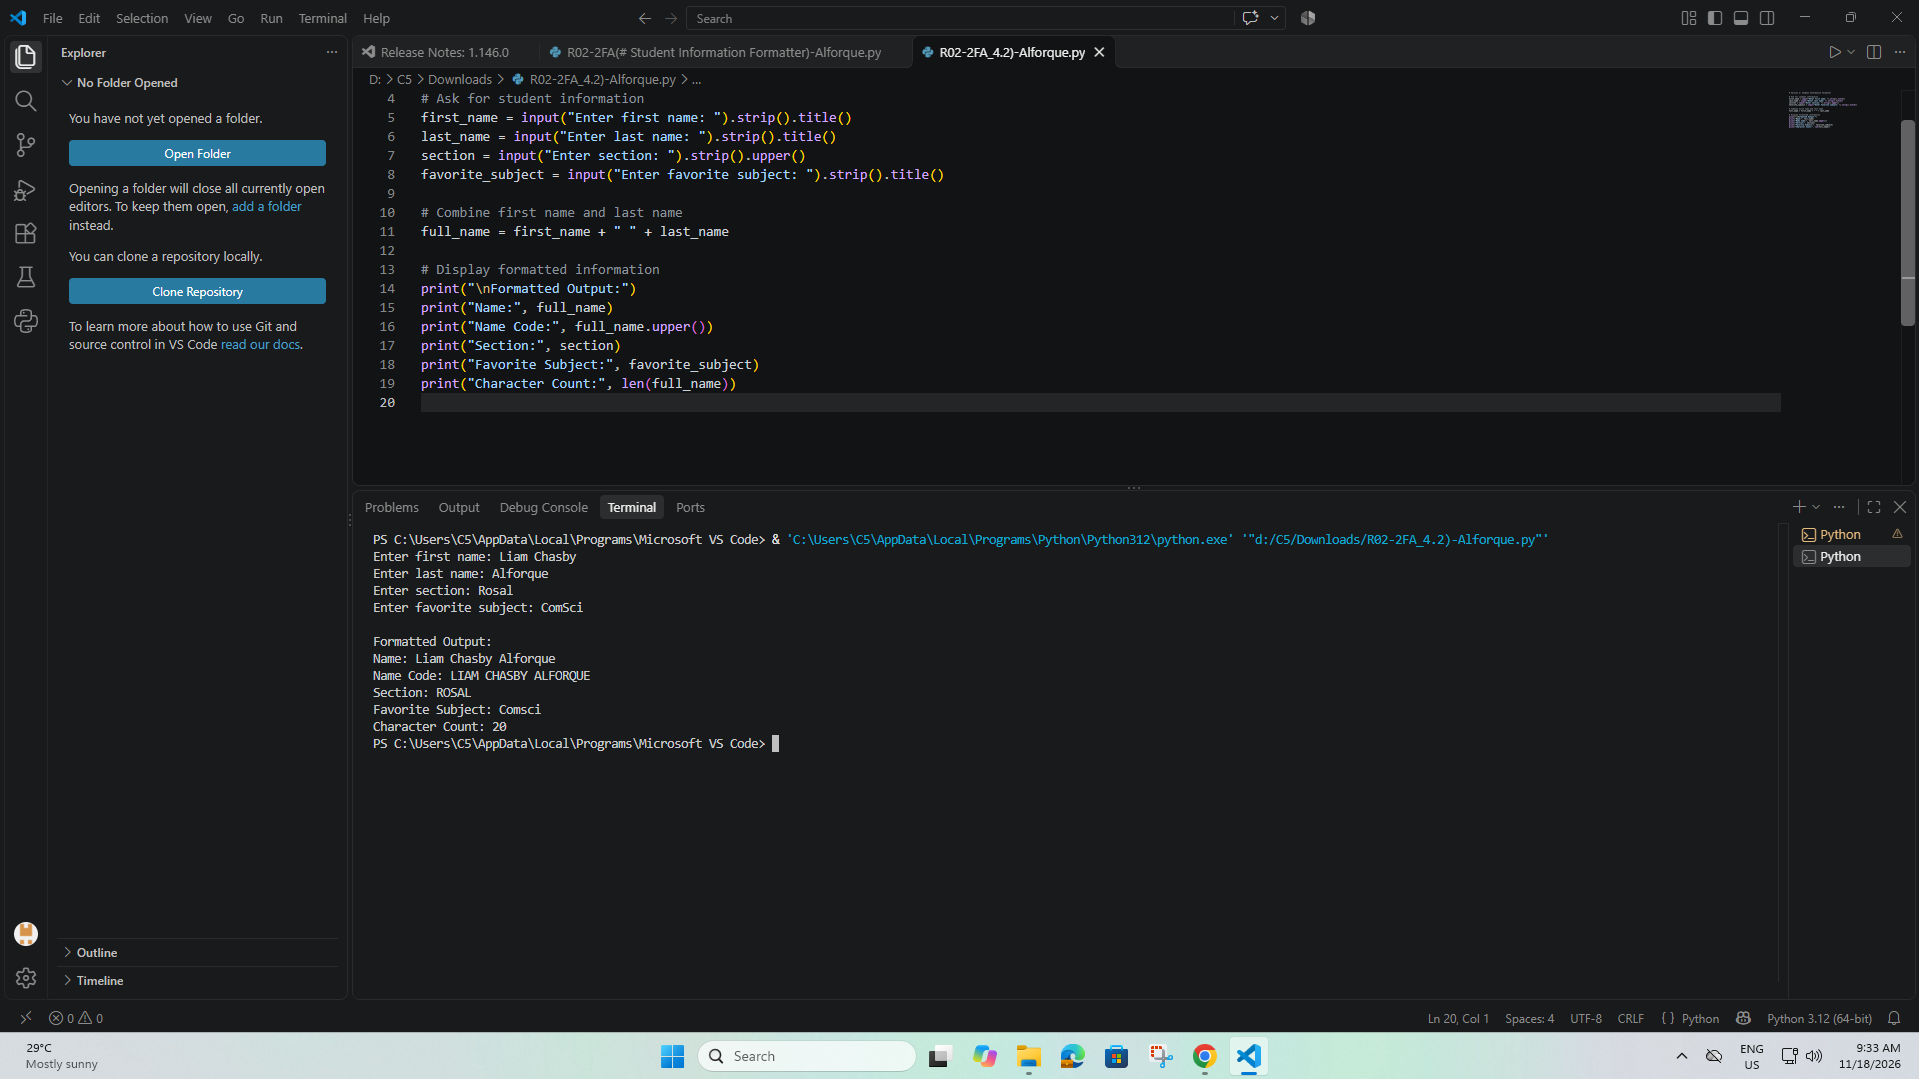 File Edit Selection View Go Run Terminal Help
Search
Explorer
No Folder Opened
You have not yet opened a folder.
Open Folder
Opening a folder will close all currently open
editors. To keep them open, add a folder
instead.
You can clone a repository locally.
Clone Repository
To learn more about how to use Git and
source control in VS Code read our docs.
Outline
Timeline
Release Notes: 1.146.0
R02-2FA(# Student Information Formatter)-Alforque.py
R02-2FA_4.2)-Alforque.py
D: > C5 > Downloads > R02-2FA_4.2)-Alforque.py > ...
4 # Ask for student information
5 first_name = input("Enter first name: ").strip().title()
6 last_name = input("Enter last name: ").strip().title()
7 section = input("Enter section: ").strip().upper()
8 favorite_subject = input("Enter favorite subject: ").strip().title()
9
10 # Combine first name and last name
11 full_name = first_name + " " + last_name
12
13 # Display formatted information
14 print("\nFormatted Output:")
15 print("Name:", full_name)
16 print("Name Code:", full_name.upper())
17 print("Section:", section)
18 print("Favorite Subject:", favorite_subject)
19 print("Character Count:", len(full_name))
20
Problems Output Debug Console Terminal Ports
PS C:\Users\C5\AppData\Local\Programs\Microsoft VS Code> & 'C:\Users\C5\AppData\Local\Programs\Python\Python312\python.exe' '"d:/C5/Downloads/R02-2FA_4.2)-Alforque.py"'
Enter first name: Liam Chasby
Enter last name: Alforque
Enter section: Rosal
Enter favorite subject: ComSci
Formatted Output:
Name: Liam Chasby Alforque
Name Code: LIAM CHASBY ALFORQUE
Section: ROSAL
Favorite Subject: Comsci
Character Count: 20
PS C:\Users\C5\AppData\Local\Programs\Microsoft VS Code>
Python
Python
0 0
Ln 20, Col 1 Spaces: 4 UTF-8 CRLF { } Python Python 3.12 (64-bit)
29°C
Mostly sunny
Search
ENG
US
9:33 AM
11/18/2026